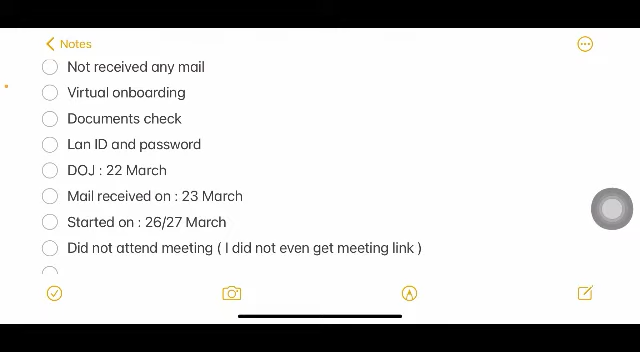 Notes
Not received any mail
Virtual onboarding
Documents check
Lan ID and password
DOJ : 22 March
Mail received on : 23 March
Started on : 26/27 March
Did not attend meeting ( I did not even get meeting link )